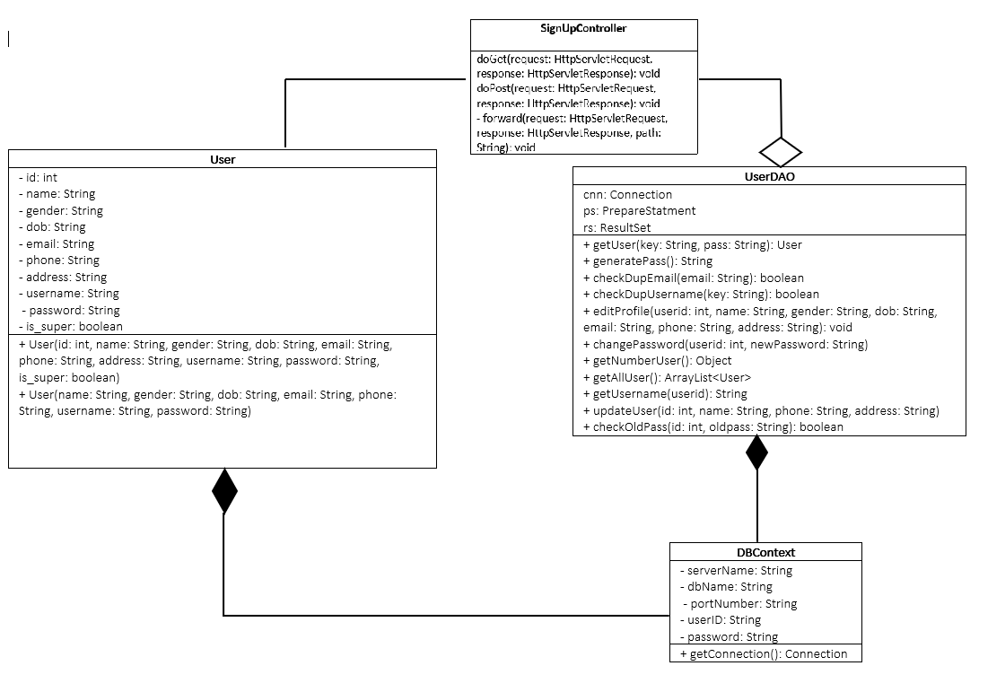 SignUpController
doGet(request: HttpServletRequest,
response: HttpServletResponse): void
doPost(request: HttpServletRequest,
response: HttpServletResponse): void
- forward(request: HttpServletRequest,
response: HttpServletResponse, path:
String): void
User
- id: int
- name: String
- gender: String
- dob: String
- email: String
- phone: String
- address: String
- username: String
- password: String
- is_super: boolean
+ User(id: int, name: String, gender: String, dob: String, email: String,
phone: String, address: String, username: String, password: String,
is_super: boolean)
+ User(name: String, gender: String, dob: String, email: String, phone:
String, username: String, password: String)
UserDAO
cnn: Connection
ps: PrepareStatment
rs: ResultSet
+ getUser(key: String, pass: String): User
+ generatePass(): String
+ checkDupEmail(email: String): boolean
+ checkDupUsername(key: String): boolean
+ editProfile(userid: int, name: String, gender: String, dob: String,
email: String, phone: String, address: String): void
+ changePassword(userid: int, newPassword: String)
+ getNumberUser(): Object
+ getAllUser(): ArrayList<User>
+ getUsername(userid): String
+ updateUser(id: int, name: String, phone: String, address: String)
+ checkOldPass(id: int, oldpass: String): boolean
DBContext
- serverName: String
- dbName: String
- portNumber: String
- userID: String
- password: String
+ getConnection(): Connection